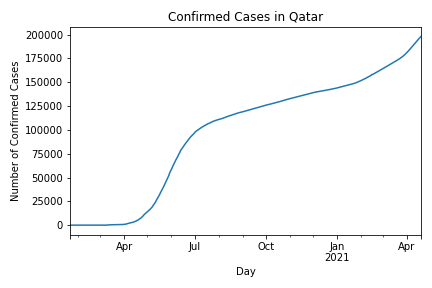 Confirmed Cases in Qatar
200000
175000
150000
125000
100000
75000
50000
25000
0
Number of Confirmed Cases
Apr
Jul
Oct
Jan
2021
Apr
Day